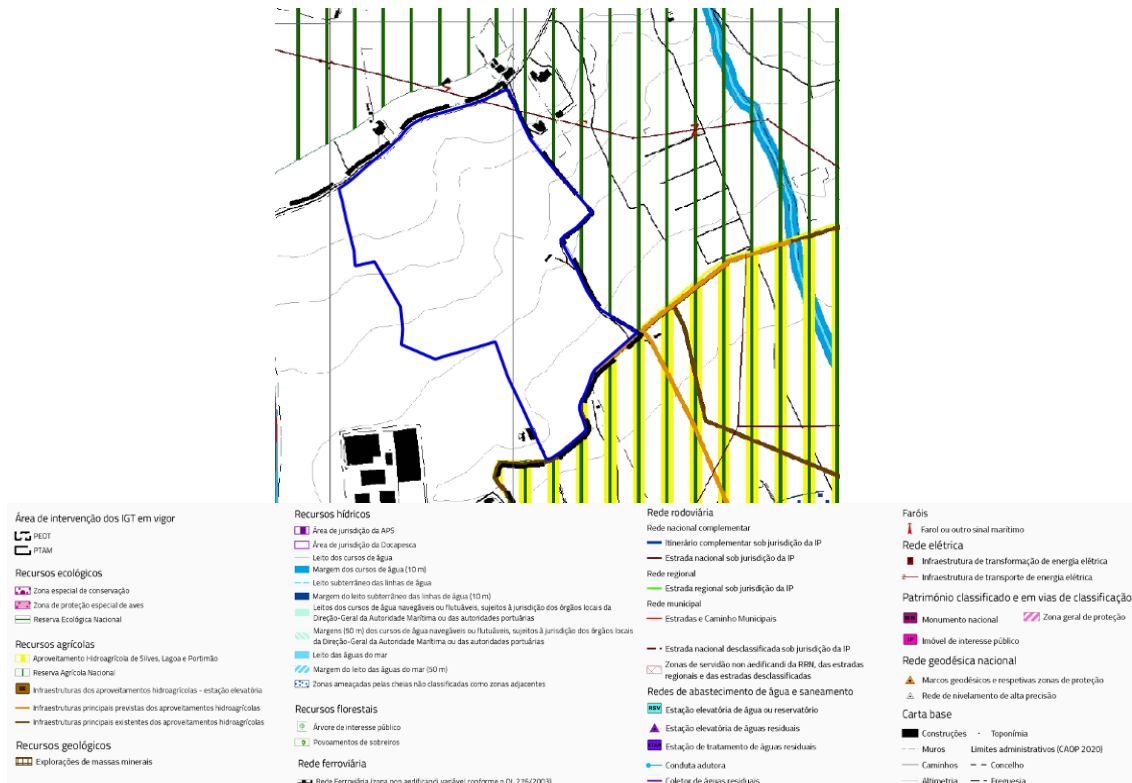 Área de intervenção dos IGT em vigor
PEOT
PTAM
Recursos ecológicos
Zona especial de conservação
Zona de proteção especial de aves
Reserva Ecológica Nacional
Recursos agrícolas
Aproveitamento Hidroagrícola de Silves, Lagoa e Portimão
Reserva Agrícola Nacional
EE Infraestruturas dos aproveitamentos hidroagrícolas - estação elevatória
Infraestruturas principais previstas dos aproveitamentos hidroagrícolas
Infraestruturas principais existentes dos aproveitamentos hidroagrícolas
Recursos geológicos
Explorações de massas minerais
Recursos hídricos
Área de jurisdição da APS
Área de jurisdição da Docapesca
Leito dos cursos de água
Margem dos cursos de água (10 m)
Leito subterrâneo das linhas de água
Margem do leito subterrâneo das linhas de água (10 m)
Leitos dos cursos de água navegáveis ou flutuáveis, sujeitos à jurisdição dos órgãos locais da
Direção-Geral da Autoridade Marítima ou das autoridades portuárias
Margens (50 m) dos cursos de água navegáveis ou flutuáveis, sujeitos à jurisdição dos órgãos locais
da Direção-Geral da Autoridade Marítima ou das autoridades portuárias
Leito das águas do mar
Margem do leito das águas do mar (50 m)
Zonas ameaçadas pelas cheias não classificadas como zonas adjacentes
Recursos florestais
Árvore de interesse público
Povoamentos de sobreiros
Rede ferroviária
Rede Ferroviária (zona non aedificandi variável conforme o DL 276/2003)
Rede rodoviária
Rede nacional complementar
Itinerário complementar sob jurisdição da IP
Estrada nacional sob jurisdição da IP
Rede regional
Estrada regional sob jurisdição da IP
Rede municipal
Estradas e Caminho Municipais
Estrada nacional desclassificada sob jurisdição da IP
Zonas de servidão non aedificandi da RRN, das estradas
regionais e das estradas desclassificadas
Redes de abastecimento de água e saneamento
RSV Estação elevatória de água ou reservatório
Estação elevatória de águas residuais
Estação de tratamento de águas residuais
Conduta adutora
Coletor de águas residuais
Faróis
Farol ou outro sinal marítimo
Rede elétrica
Infraestrutura de transformação de energia elétrica
Infraestrutura de transporte de energia elétrica
Património classificado e em vias de classificação
MN Monumento nacional Zona geral de proteção
IP Imóvel de interesse público
Rede geodésica nacional
Marcos geodésicos e respetivas zonas de proteção
Rede de nivelamento de alta precisão
Carta base
Construções Toponímia
Muros Limites administrativos (CAOP 2020)
Caminhos Concelho
Altimetria Freguesia